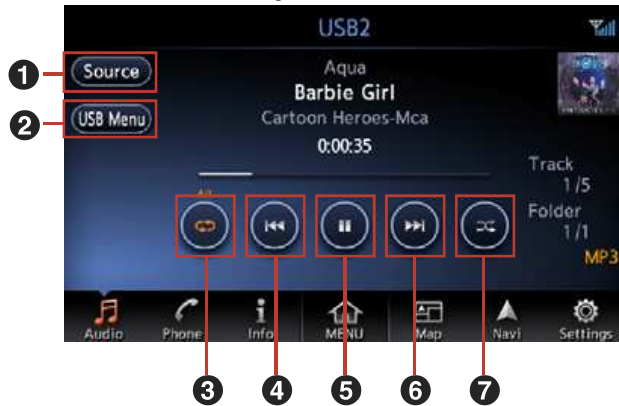 USB2
1 Source
Aqua
Barbie Girl
2 USB Menu
Cartoon Heroes-Mca
0:00:35
Track
1/5
All
Folder
1/1
MP3
Audio Phone Info MENU Map Navi Settings
3 4 5 6 7